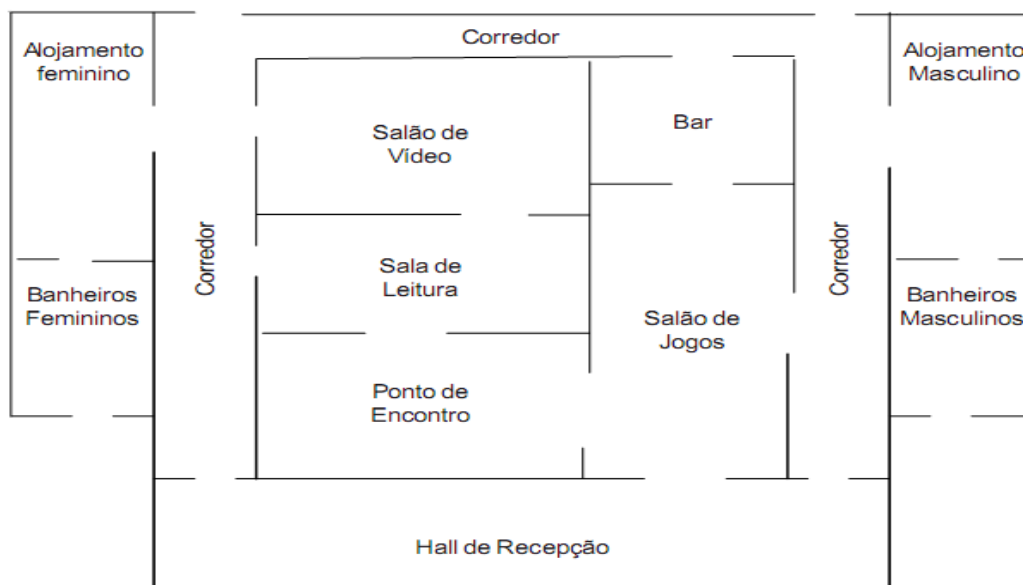 Alojamento
feminino
Corredor
Alojamento
Masculino
Salão de
Vídeo
Bar
Corredor
Sala de
Leitura
Corredor
Banheiros
Femininos
Salão de
Jogos
Banheiros
Masculinos
Ponto de
Encontro
Hall de Recepção